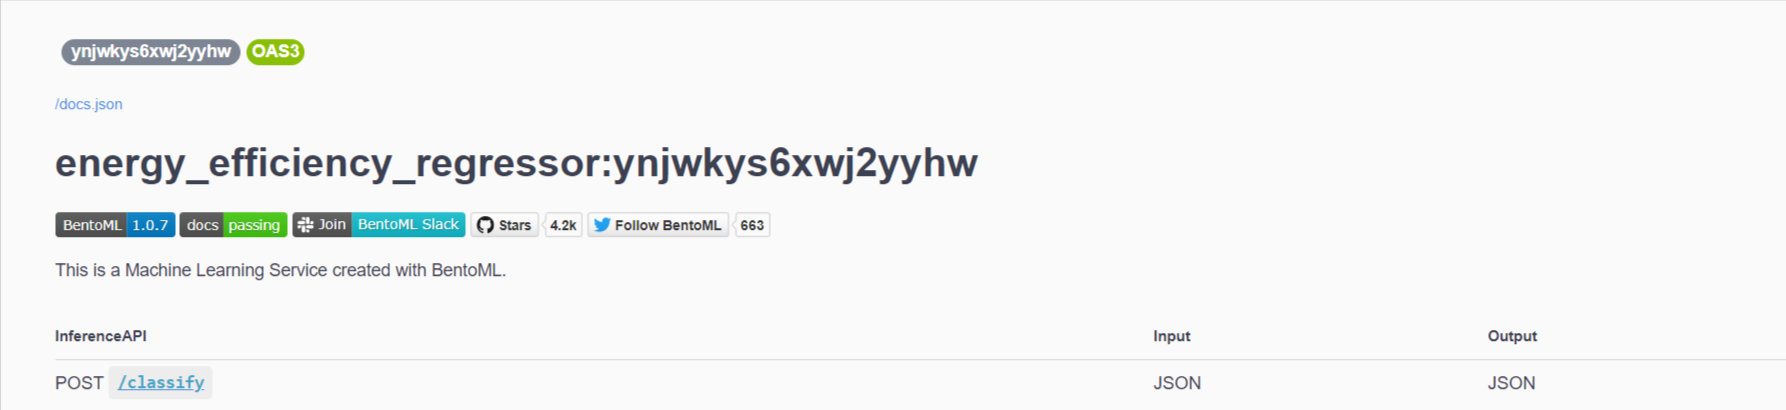 ynjwkys6xwj2yyhw OAS3
/docs.json
energy_efficiency_regressor:ynjwkys6xwj2yyhw
BentoML 1.0.7 docs passing Join BentoML Slack Stars 4.2k Follow BentoML 663
This is a Machine Learning Service created with BentoML.
InferenceAPI Input Output
POST /classify JSON JSON